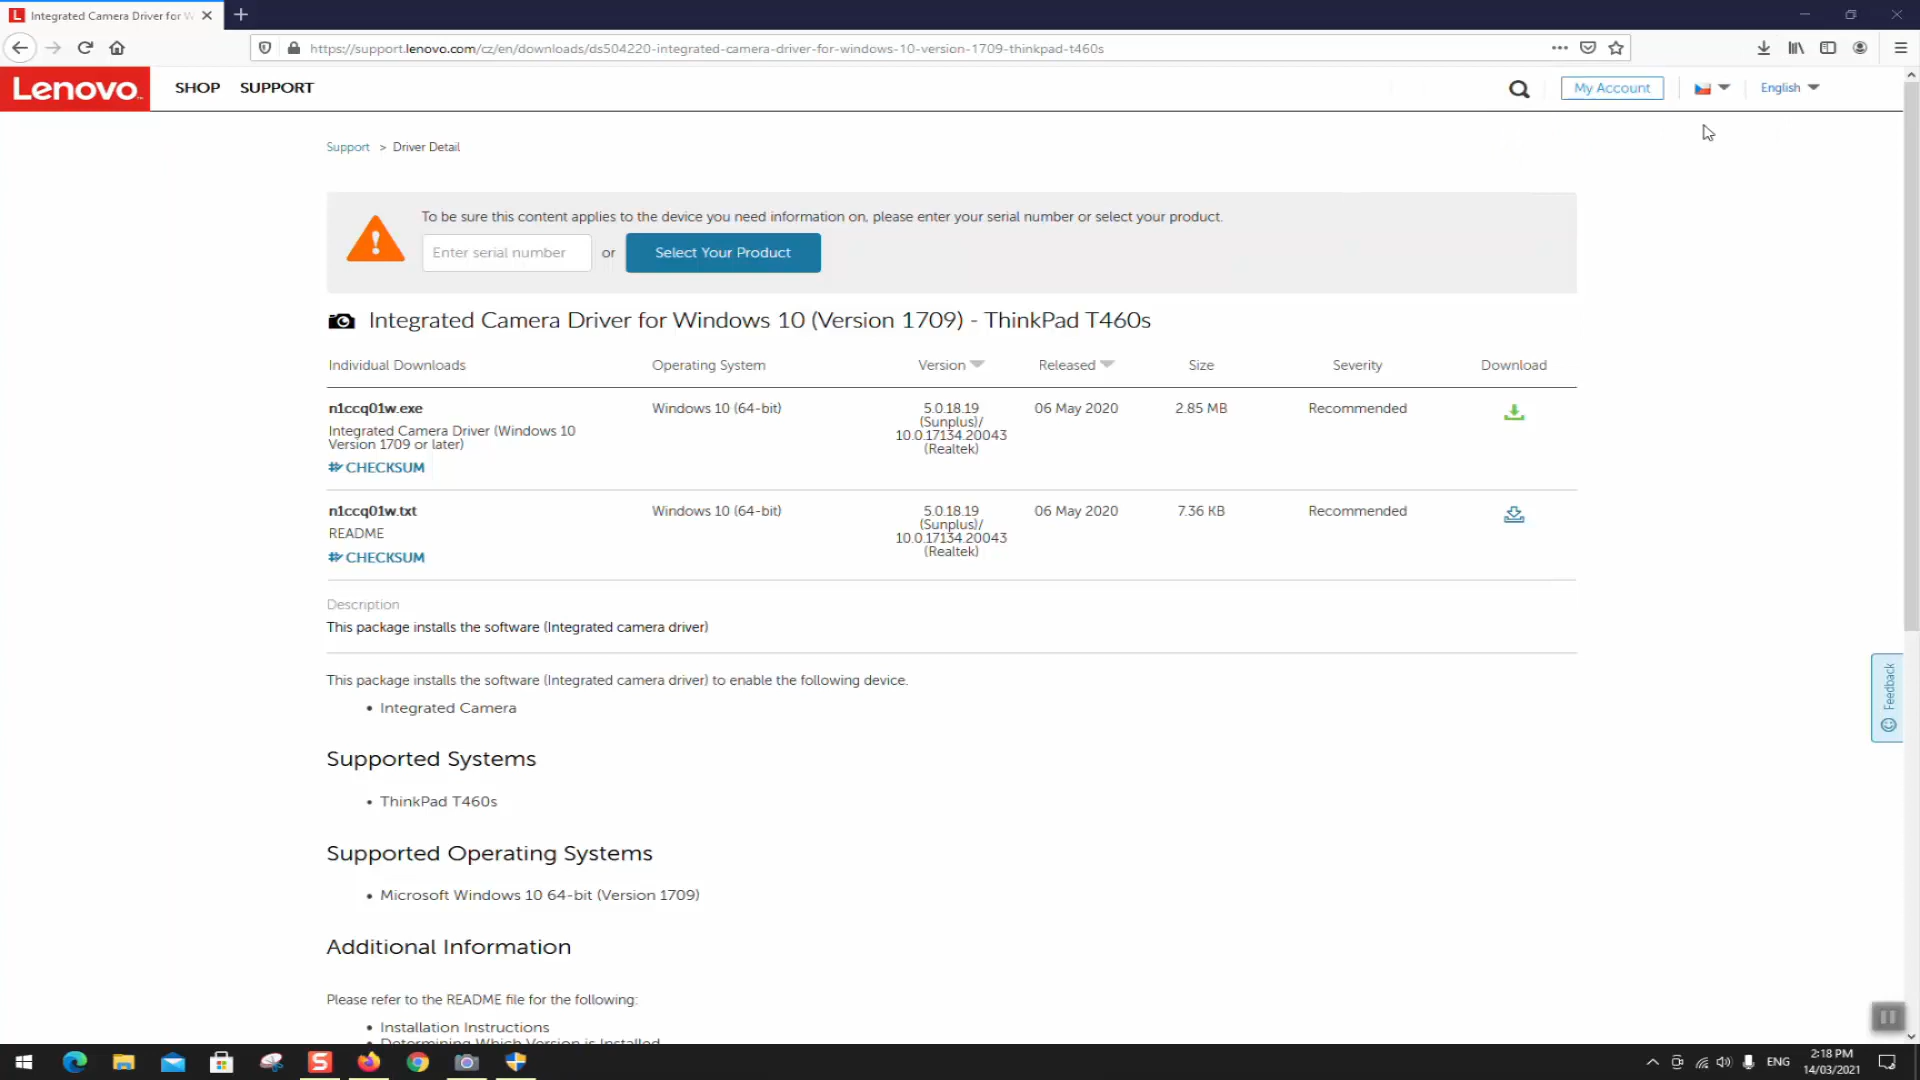 Integrated Camera Driver for W
https://support.lenovo.com/cz/en/downloads/ds504220-integrated-camera-driver-for-windows-10-version-1709-thinkpad-t460s
Lenovo
SHOP
SUPPORT
My Account
English
Support > Driver Detail
To be sure this content applies to the device you need information on, please enter your serial number or select your product.
Enter serial number
or
Select Your Product
Integrated Camera Driver for Windows 10 (Version 1709) - ThinkPad T460s
Individual Downloads
Operating System
Version
Released
Size
Severity
Download
n1ccq01w.exe
Integrated Camera Driver (Windows 10
Version 1709 or later)
CHECKSUM
Windows 10 (64-bit)
5.0.18.19
(Sunplus)/
10.0.17134.20043
(Realtek)
06 May 2020
2.85 MB
Recommended
n1ccq01w.txt
README
CHECKSUM
Windows 10 (64-bit)
5.0.18.19
(Sunplus)/
10.0.17134.20043
(Realtek)
06 May 2020
7.36 KB
Recommended
Description
This package installs the software (Integrated camera driver)
This package installs the software (Integrated camera driver) to enable the following device.
• Integrated Camera
Feedback
Supported Systems
• ThinkPad T460s
Supported Operating Systems
• Microsoft Windows 10 64-bit (Version 1709)
Additional Information
Please refer to the README file for the following:
• Installation Instructions
• Determining Which Version is Installed
ENG
2:18 PM
14/03/2021